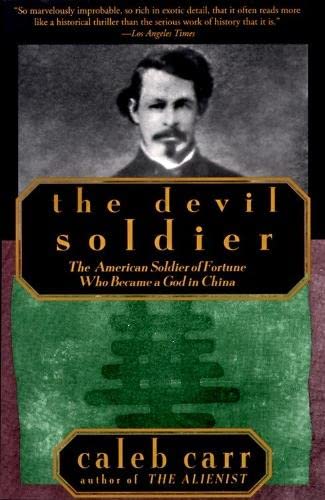 "So marvelously improbable, so rich in exotic detail, that it often reads more
like a historical thriller than the serious work of history that it is."
—Los Angeles Times
the devil
soldier
The American Soldier of Fortune
Who Became a God in China
caleb carr
author of THE ALIENIST